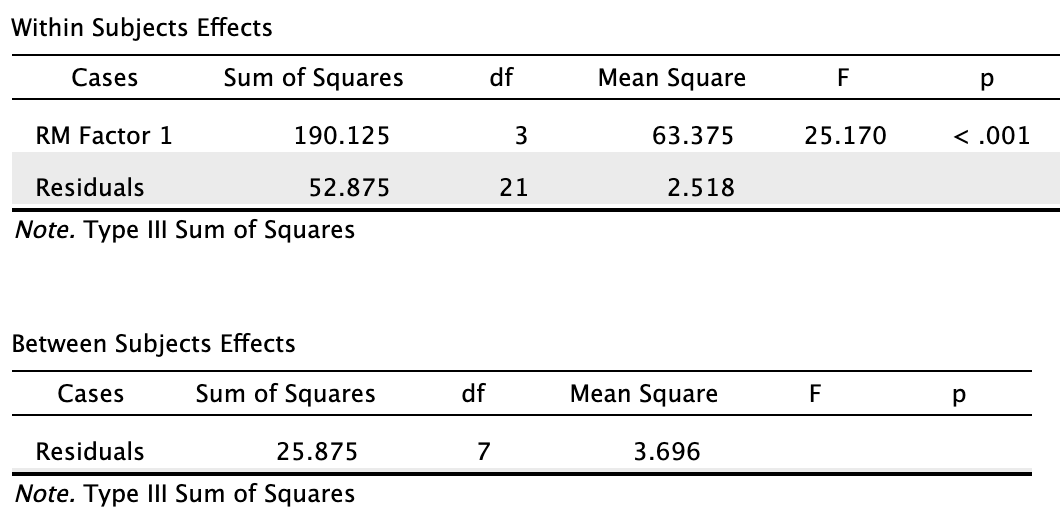 Within Subjects Effects
Cases Sum of Squares df Mean Square F p
RM Factor 1 190.125 3 63.375 25.170 < .001
Residuals 52.875 21 2.518
Note. Type III Sum of Squares
Between Subjects Effects
Cases Sum of Squares df Mean Square F p
Residuals 25.875 7 3.696
Note. Type III Sum of Squares